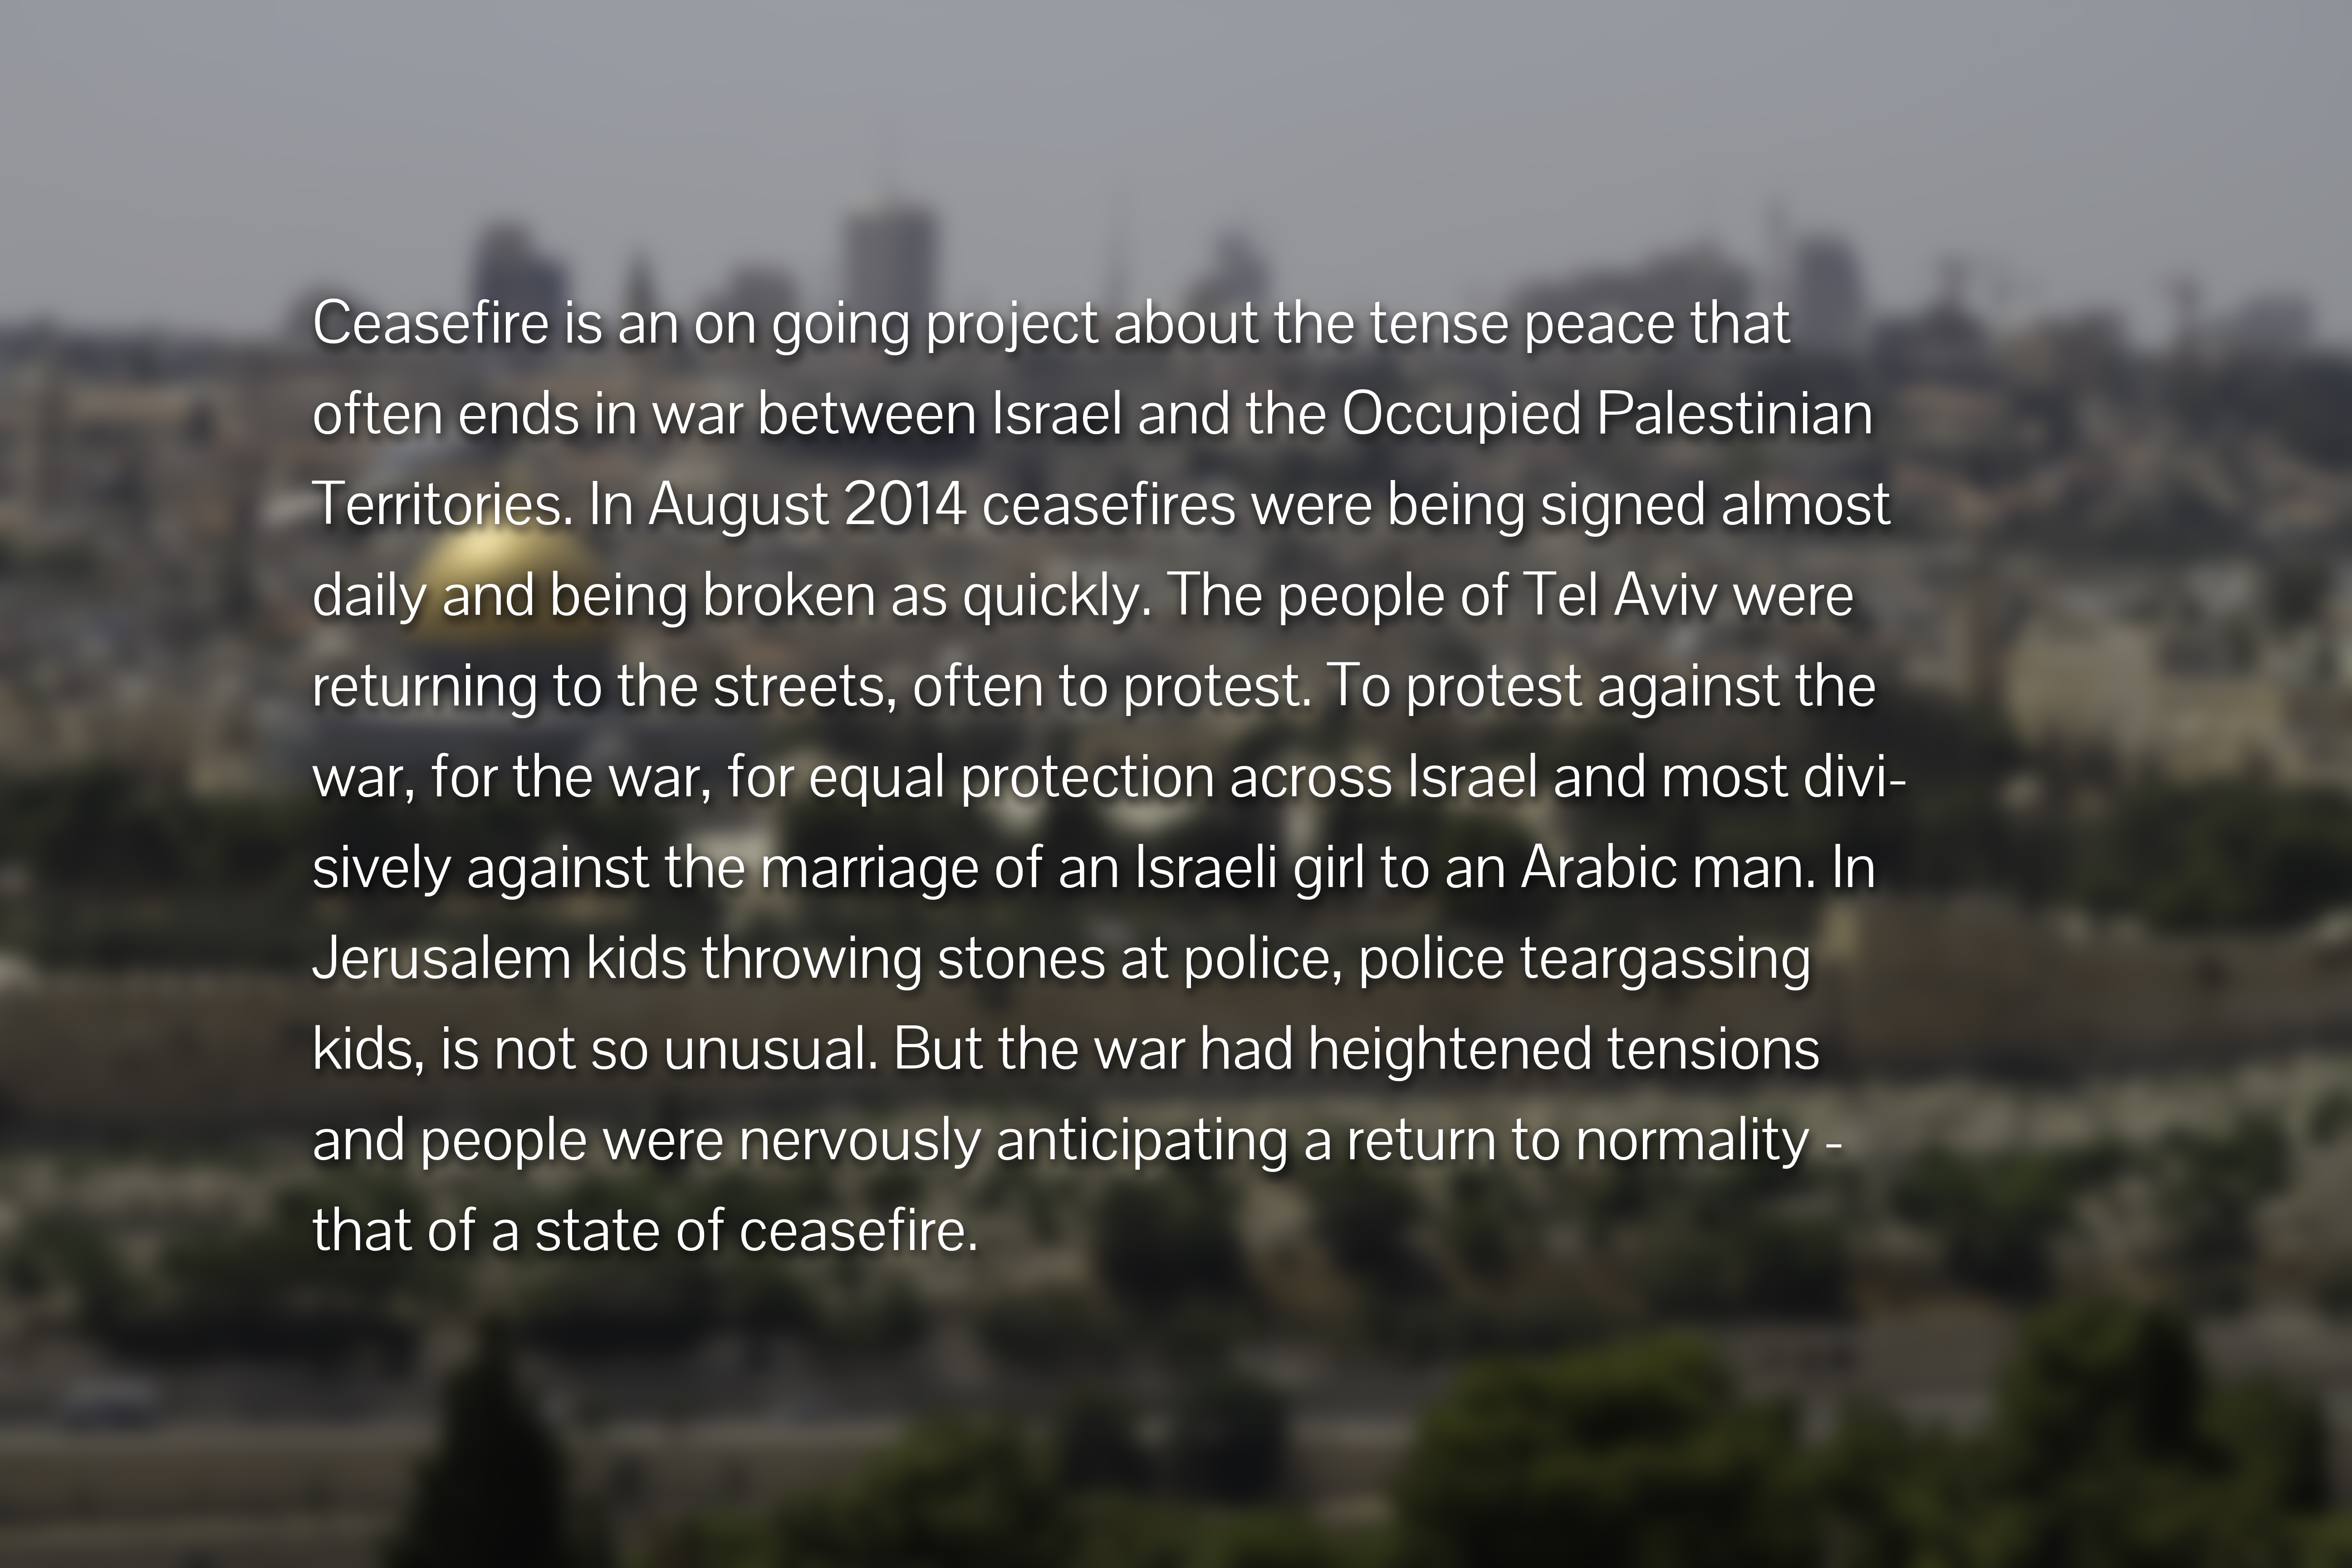 Ceasefire is an on going project about the tense peace that
often ends in war between Israel and the Occupied Palestinian
Territories. In August 2014 ceasefires were being signed almost
daily and being broken as quickly. The people of Tel Aviv were
returning to the streets, often to protest. To protest against the
war, for the war, for equal protection across Israel and most divi-
sively against the marriage of an Israeli girl to an Arabic man. In
Jerusalem kids throwing stones at police, police teargassing
kids, is not so unusual. But the war had heightened tensions
and people were nervously anticipating a return to normality -
that of a state of ceasefire.